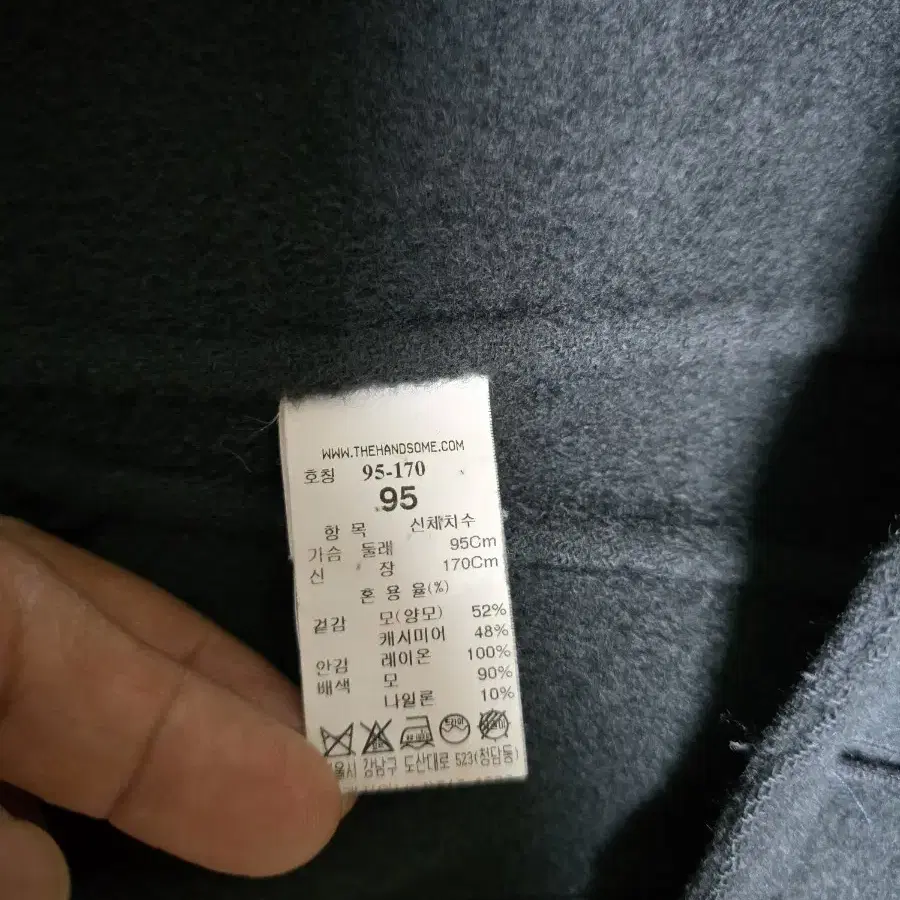 WWW.THEHANDSOME.COM
호칭 95-170
95
항 목 신체치수
가슴 둘레 95Cm
신 장 170Cm
혼 용 율(%)
겉감 모(양모) 52%
캐시미어 48%
안감 레이온 100%
배색 모 90%
나일론 10%
드라이
강남구 도산대로 523(청담동)